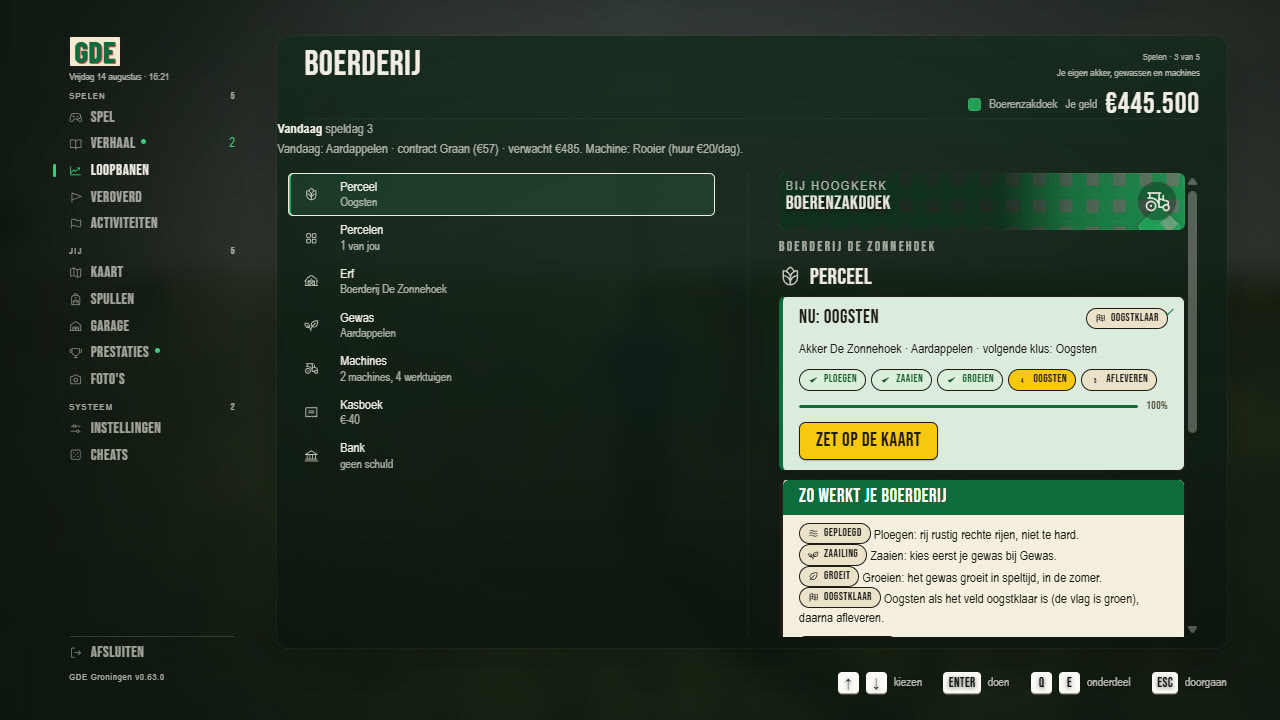 GDE
Vrijdag 14 augustus · 16:21
SPELEN 5
SPEL
VERHAAL 2
LOOPBANEN
VEROVERD
ACTIVITEITEN
JIJ 5
KAART
SPULLEN
GARAGE
PRESTATIES
FOTO'S
SYSTEEM 2
INSTELLINGEN
CHEATS
AFSLUITEN
GDE Groningen v0.63.0
BOERDERIJ
Spelen · 3 van 5
Je eigen akker, gewassen en machines
Boerenzakdoek Je geld €445.500
Vandaag speldag 3
Vandaag: Aardappelen · contract Graan (€57) · verwacht €485. Machine: Rooier (huur €20/dag).
Perceel
Oogsten
Percelen
1 van jou
Erf
Boerderij De Zonnehoek
Gewas
Aardappelen
Machines
2 machines, 4 werktuigen
Kasboek
€-40
Bank
geen schuld
BIJ HOOGKERK
BOERENZAKDOEK
BOERDERIJ DE ZONNEHOEK
PERCEEL
NU: OOGSTEN OOGSTKLAAR
Akker De Zonnehoek · Aardappelen · volgende klus: Oogsten
PLOEGEN ZAAIEN GROEIEN 4 OOGSTEN 5 AFLEVEREN
100%
ZET OP DE KAART
ZO WERKT JE BOERDERIJ
GEPLOEGD Ploegen: rij rustig rechte rijen, niet te hard.
ZAAILING Zaaien: kies eerst je gewas bij Gewas.
GROEIT Groeien: het gewas groeit in speltijd, in de zomer.
OOGSTKLAAR Oogsten als het veld oogstklaar is (de vlag is groen),
daarna afleveren.
↑ ↓ kiezen ENTER doen Q E onderdeel ESC doorgaan